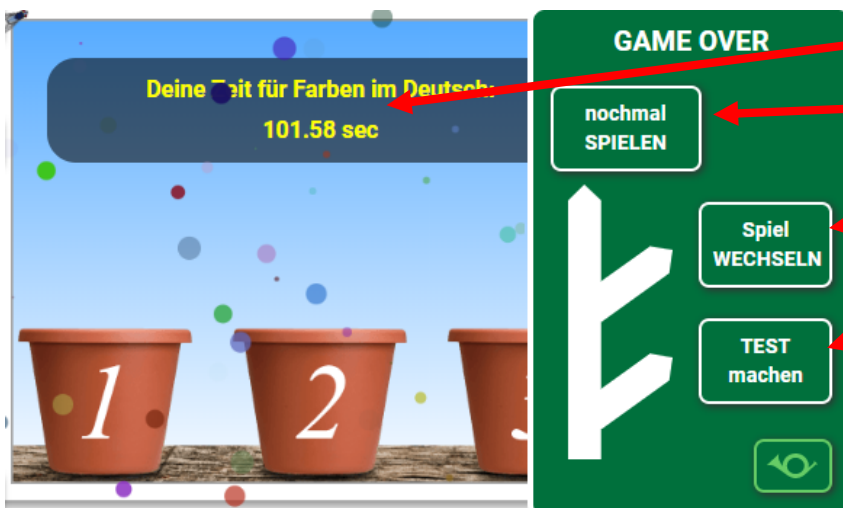 Deine Zeit für Farben im Deutsch:
101.58 sec
1
2
GAME OVER
nochmal
SPIELEN
Spiel
WECHSELN
TEST
machen